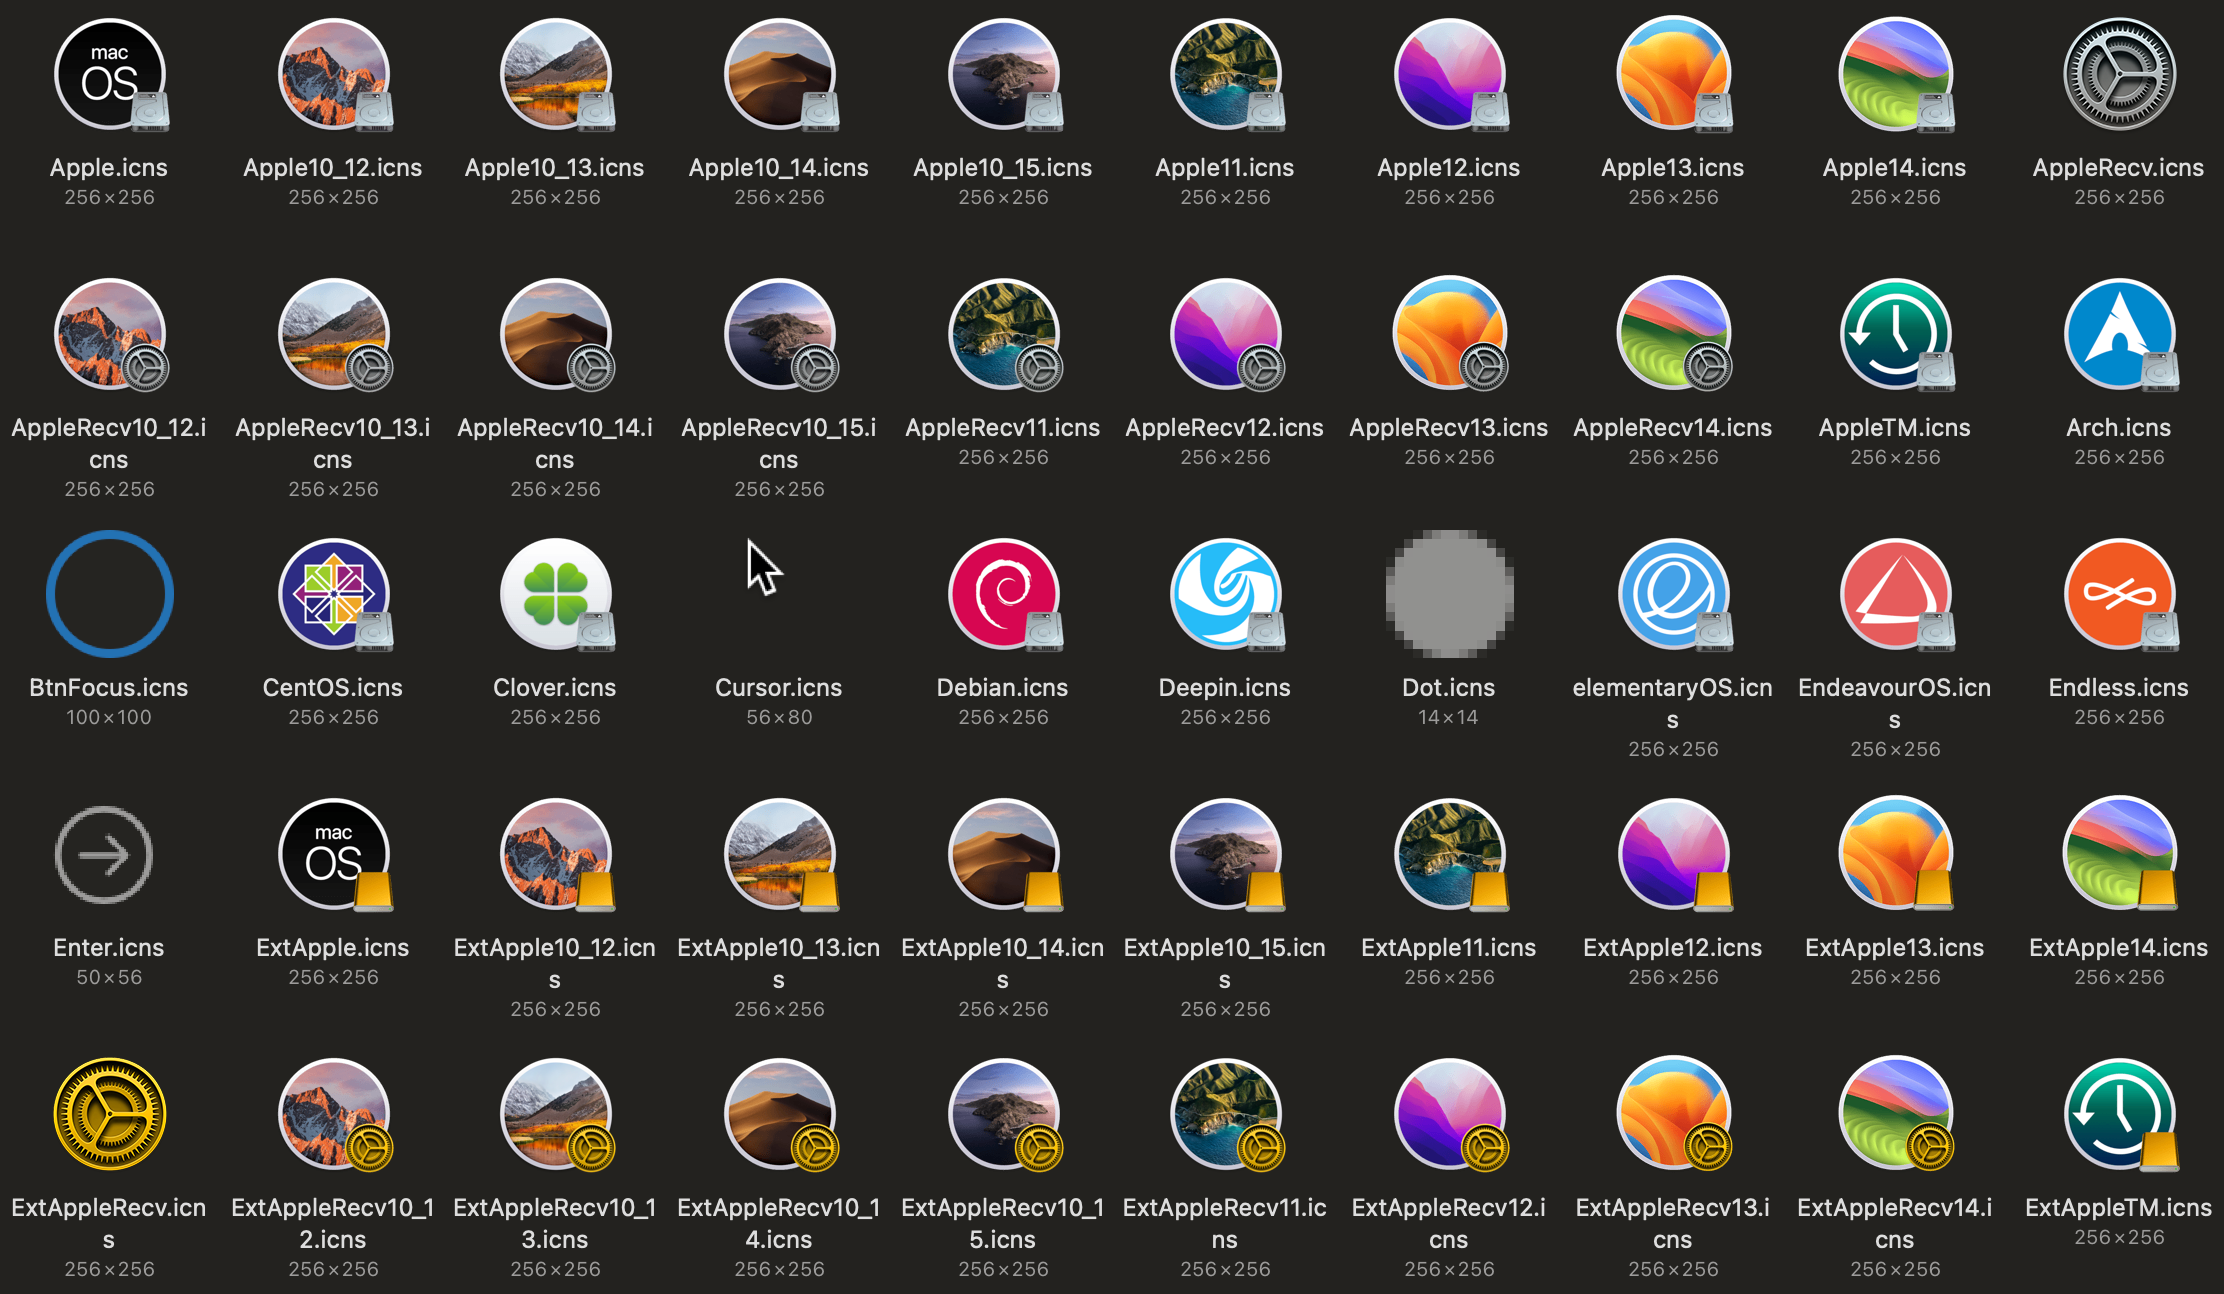 mac
OS
Apple.icns
256×256
Apple10_12.icns
256×256
Apple10_13.icns
256×256
Apple10_14.icns
256×256
Apple10_15.icns
256×256
Apple11.icns
256×256
Apple12.icns
256×256
Apple13.icns
256×256
Apple14.icns
256×256
AppleRecv.icns
256×256
AppleRecv10_12.i
cns
256×256
AppleRecv10_13.i
cns
256×256
AppleRecv10_14.i
cns
256×256
AppleRecv10_15.i
cns
256×256
AppleRecv11.icns
256×256
AppleRecv12.icns
256×256
AppleRecv13.icns
256×256
AppleRecv14.icns
256×256
AppleTM.icns
256×256
Arch.icns
256×256
BtnFocus.icns
100×100
CentOS.icns
256×256
Clover.icns
256×256
Cursor.icns
56×80
Debian.icns
256×256
Deepin.icns
256×256
Dot.icns
14×14
elementaryOS.icn
s
256×256
EndeavourOS.icn
s
256×256
Endless.icns
256×256
Enter.icns
50×56
mac
OS
ExtApple.icns
256×256
ExtApple10_12.icn
s
256×256
ExtApple10_13.icn
s
256×256
ExtApple10_14.icn
s
256×256
ExtApple10_15.icn
s
256×256
ExtApple11.icns
256×256
ExtApple12.icns
256×256
ExtApple13.icns
256×256
ExtApple14.icns
256×256
ExtAppleRecv.icn
s
256×256
ExtAppleRecv10_1
2.icns
256×256
ExtAppleRecv10_1
3.icns
256×256
ExtAppleRecv10_1
4.icns
256×256
ExtAppleRecv10_1
5.icns
256×256
ExtAppleRecv11.ic
ns
256×256
ExtAppleRecv12.i
cns
256×256
ExtAppleRecv13.i
cns
256×256
ExtAppleRecv14.i
cns
256×256
ExtAppleTM.icns
256×256